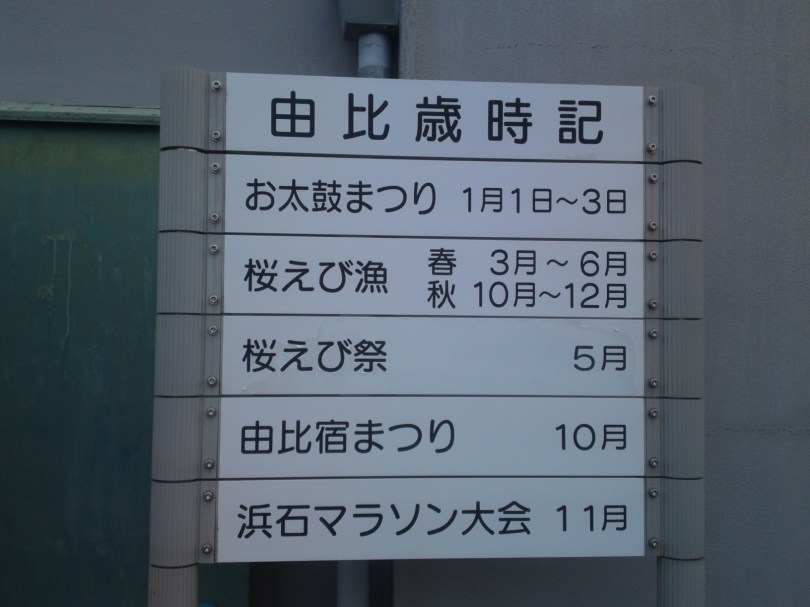 由比歳時記
お太鼓まつり 1月1日～3日
桜えび漁 春 3月～6月
秋 10月～12月
桜えび祭 5月
由比宿まつり 10月
浜石マラソン大会 11月